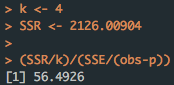 > k <- 4
> SSR <- 2126.00904
>
> (SSR/k)/(SSE/(obs-p))
[1] 56.4926